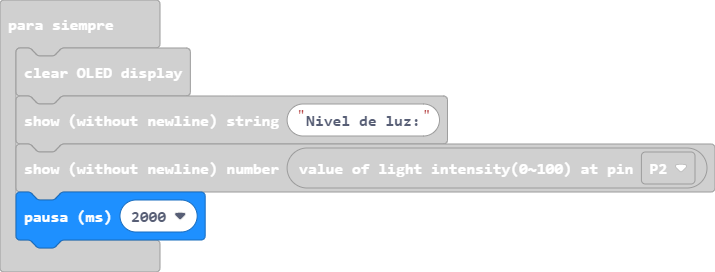 para siempre
clear OLED display
show (without newline) string "Nivel de luz:"
show (without newline) number value of light intensity(0~100) at pin P2
pausa (ms) 2000